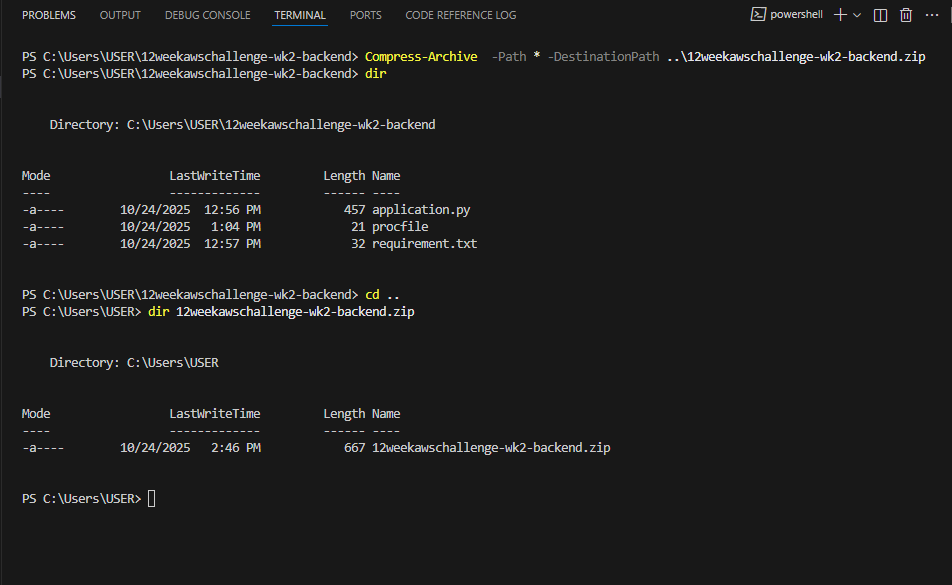 PROBLEMS OUTPUT DEBUG CONSOLE TERMINAL PORTS CODE REFERENCE LOG powershell
PS C:\Users\USER\12weekawschallenge-wk2-backend> Compress-Archive  -Path * -DestinationPath ..\12weekawschallenge-wk2-backend.zip
PS C:\Users\USER\12weekawschallenge-wk2-backend> dir
Directory: C:\Users\USER\12weekawschallenge-wk2-backend
Mode                 LastWriteTime         Length Name
----                 -------------         ------ ----
-a----        10/24/2025  12:56 PM            457 application.py
-a----        10/24/2025   1:04 PM             21 procfile
-a----        10/24/2025  12:57 PM             32 requirement.txt
PS C:\Users\USER\12weekawschallenge-wk2-backend> cd ..
PS C:\Users\USER> dir 12weekawschallenge-wk2-backend.zip
Directory: C:\Users\USER
Mode                 LastWriteTime         Length Name
----                 -------------         ------ ----
-a----        10/24/2025   2:46 PM            667 12weekawschallenge-wk2-backend.zip
PS C:\Users\USER>